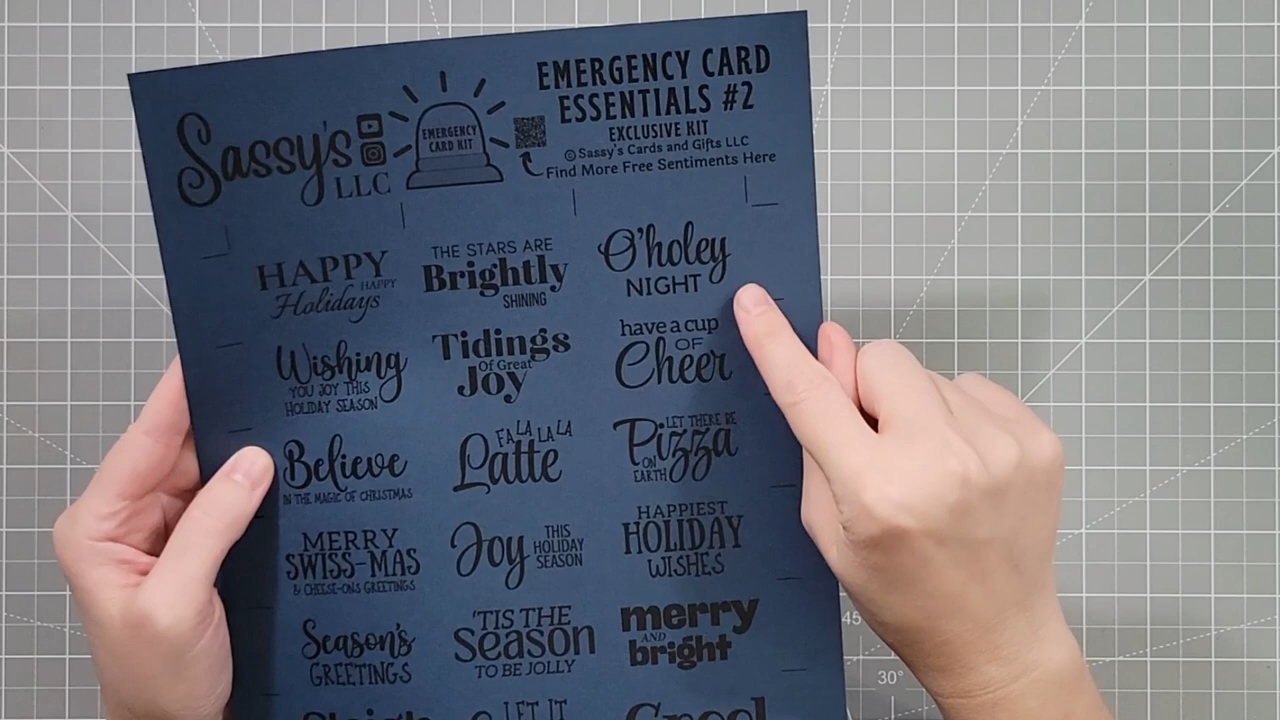 Sassy's
LLC
EMERGENCY
CARD KIT
EMERGENCY CARD
ESSENTIALS #2
EXCLUSIVE KIT
© Sassy's Cards and Gifts LLC
Find More Free Sentiments Here
HAPPY
HAPPY
Holidays
THE STARS ARE
Brightly
SHINING
O'holey
NIGHT
Wishing
YOU JOY THIS
HOLIDAY SEASON
Tidings
Of Great
Joy
have a cup
OF
Cheer
Believe
IN THE MAGIC OF CHRISTMAS
FA LA LA LA
Latte
LET THERE BE
Pizza
ON
EARTH
MERRY
SWISS-MAS
& CHEESE-ONS GREETINGS
Joy
THIS
HOLIDAY
SEASON
HAPPIEST
HOLIDAY
WISHES
Season's
GREETINGS
'TIS THE
season
TO BE JOLLY
merry
AND
bright
LET IT
45
30°